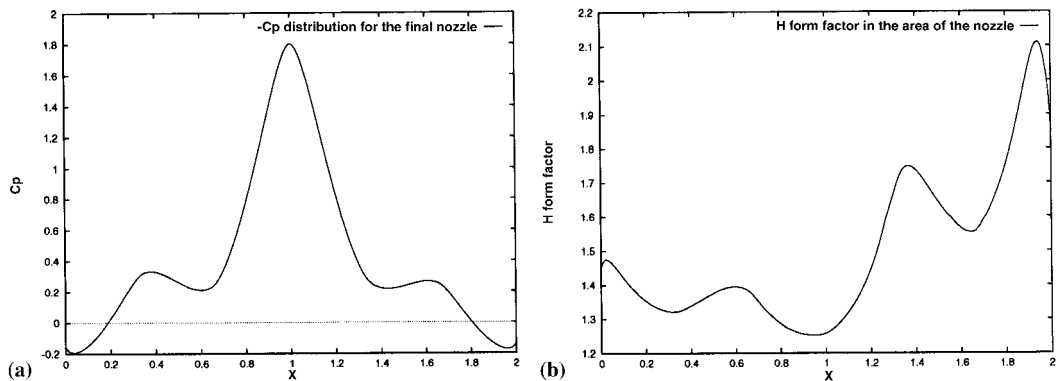 -Cp distribution for the final nozzle
2
1.8
1.6
1.4
1.2
1
0.8
0.6
0.4
0.2
0
-0.2
Cp
0 0.2 0.4 0.6 0.8 1 1.2 1.4 1.6 1.8 2
X
(a)
H form factor in the area of the nozzle
2.2
2.1
2
1.9
1.8
1.7
1.6
1.5
1.4
1.3
1.2
H form factor
0 0.2 0.4 0.6 0.8 1 1.2 1.4 1.6 1.8 2
X
(b)